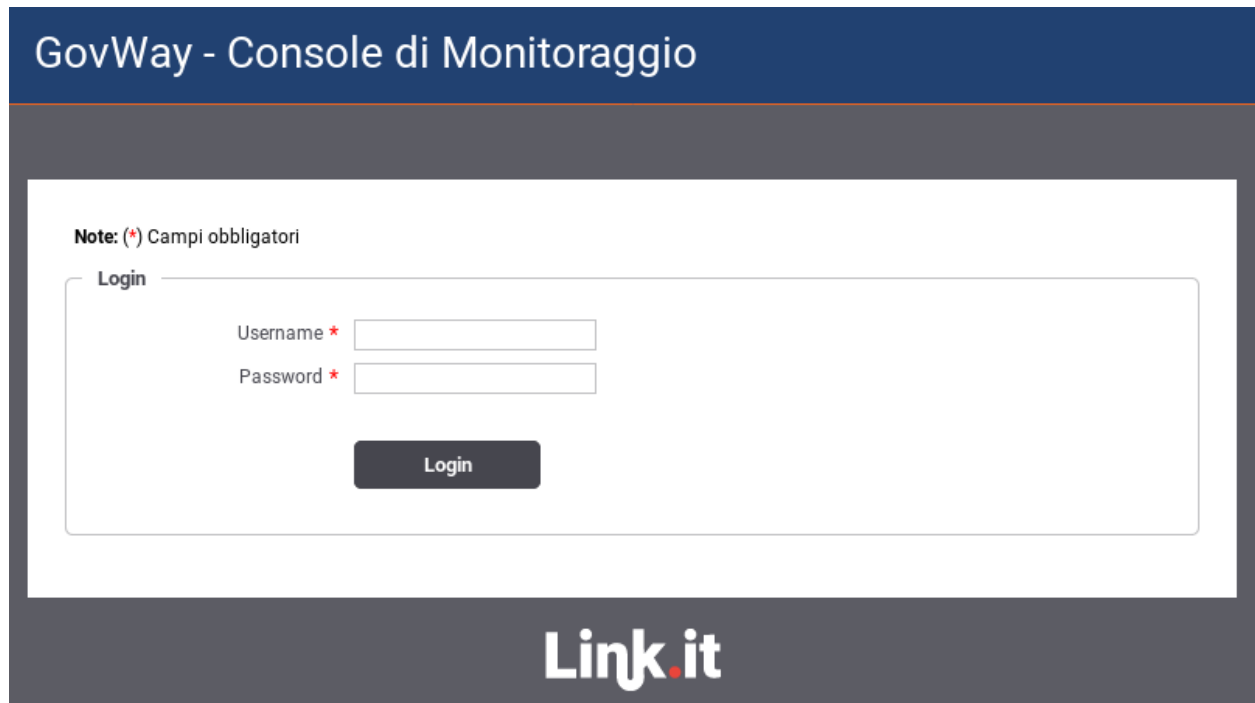 GovWay - Console di Monitoraggio
Note: (*) Campi obbligatori
Login
Username *
Password *
Login
Link.it